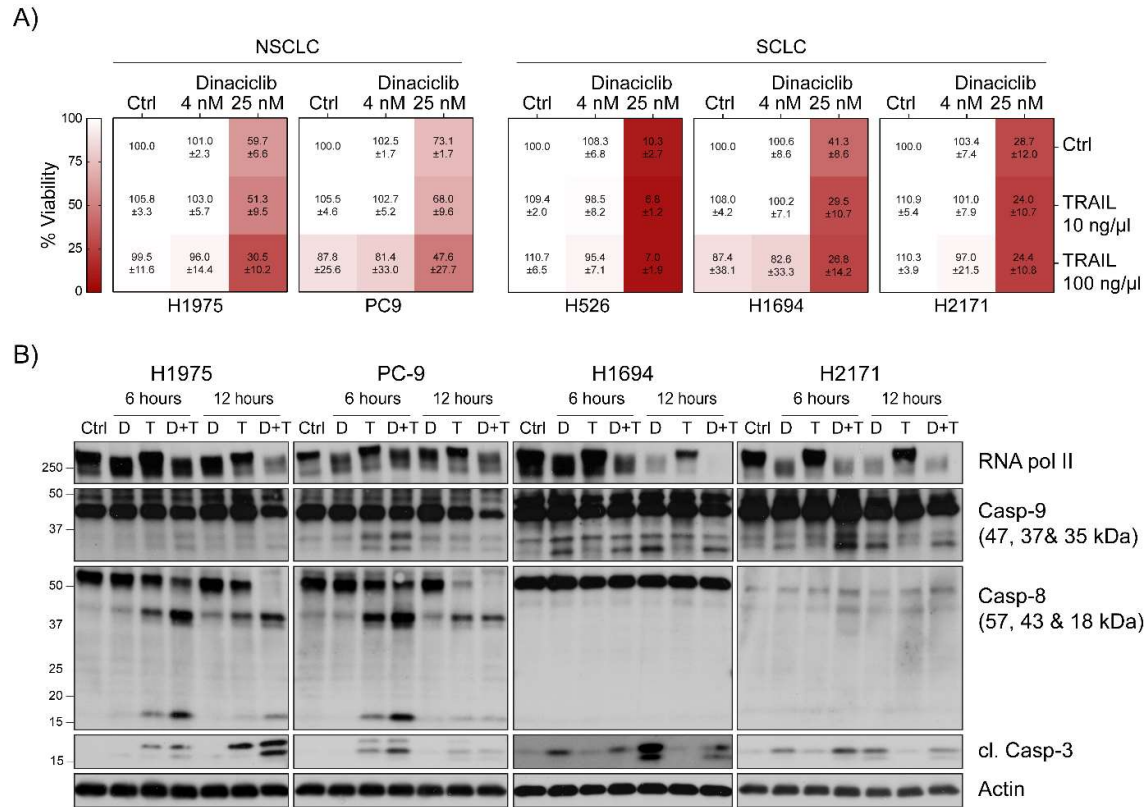 A)
NSCLC SCLC
Dinaciclib Dinaciclib Dinaciclib Dinaciclib Dinaciclib
Ctrl 4 nM 25 nM Ctrl 4 nM 25 nM Ctrl 4 nM 25 nM Ctrl 4 nM 25 nM Ctrl 4 nM 25 nM
% Viability
100
75
50
25
0
100.0 101.0 ±2.3 59.7 ±6.6 100.0 102.5 ±1.7 73.1 ±1.7 100.0 108.3 ±6.8 10.3 ±2.7 100.0 100.6 ±8.6 41.3 ±8.6 100.0 103.4 ±7.4 28.7 ±12.0 Ctrl
105.8 ±3.3 103.0 ±5.7 51.3 ±9.5 105.5 ±4.6 102.7 ±5.2 68.0 ±9.6 109.4 ±2.0 98.5 ±8.2 6.8 ±1.2 108.0 ±4.2 100.2 ±7.1 29.5 ±10.7 110.9 ±5.4 101.0 ±7.9 24.0 ±10.7 TRAIL 10 ng/µl
99.5 ±11.6 96.0 ±14.4 30.5 ±10.2 87.8 ±25.6 81.4 ±33.0 47.6 ±27.7 110.7 ±6.5 95.4 ±7.1 7.0 ±1.9 87.4 ±38.1 82.6 ±33.3 26.8 ±14.2 110.3 ±3.9 97.0 ±21.5 24.4 ±10.8 TRAIL 100 ng/µl
H1975 PC9 H526 H1694 H2171
B)
H1975 PC-9 H1694 H2171
6 hours 12 hours 6 hours 12 hours 6 hours 12 hours 6 hours 12 hours
Ctrl D T D+T D T D+T Ctrl D T D+T D T D+T Ctrl D T D+T D T D+T Ctrl D T D+T D T D+T
250
RNA pol II
50
37
Casp-9
(47, 37& 35 kDa)
50
37
25
20
15
Casp-8
(57, 43 & 18 kDa)
15
cl. Casp-3
Actin